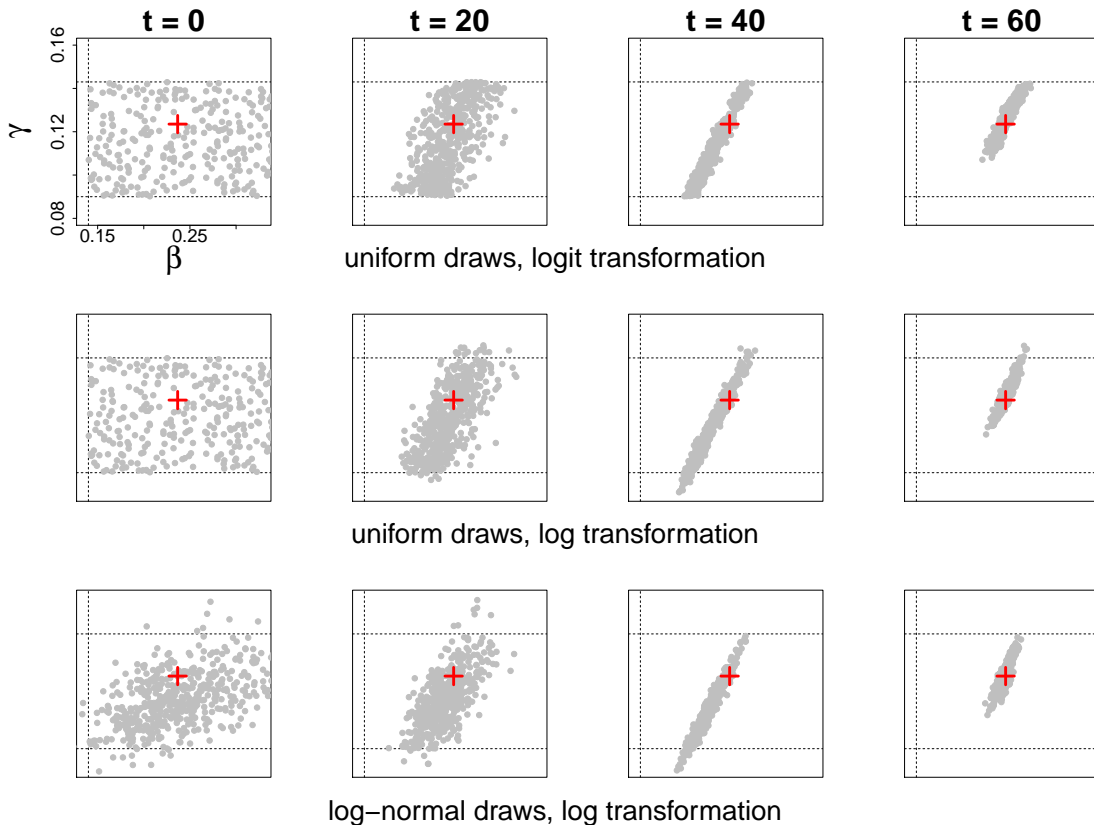 t = 0
t = 20
t = 40
t = 60
0.16
0.12
0.08
γ
0.15
0.25
β
uniform draws, logit transformation
uniform draws, log transformation
log−normal draws, log transformation